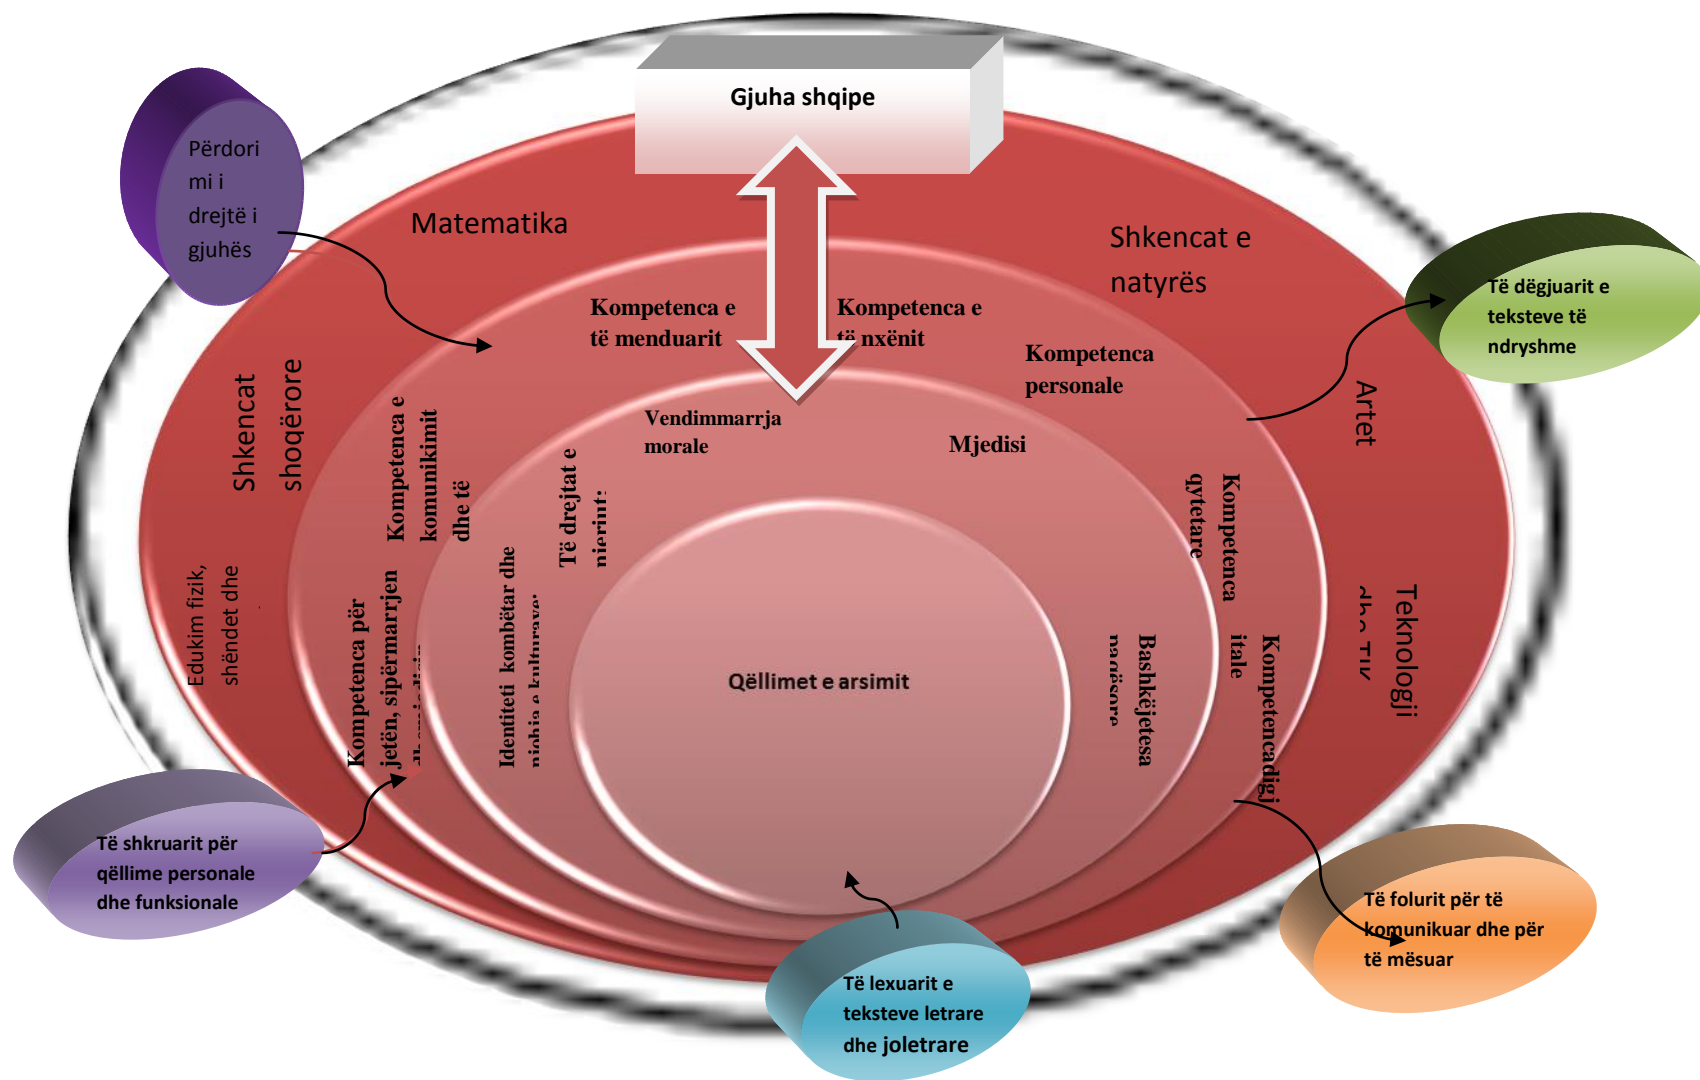 Gjuha shqipe
Përdori
mi i
drejtë i
gjuhës
Matematika
Shkencat e
natyrës
Të dëgjuarit e
teksteve të
ndryshme
Kompetenca e
të menduarit
Kompetenca e
të nxënit
Kompetenca
personale
Shkencat
shoqërore
Artet
Kompetenca e
komunikimit
dhe të
Vendimmarrja
morale
Mjedisi
Të drejtat e
Kompetenca
qytetare
Edukim fizik,
shëndet dhe
Kompetenca për
jetën, sipërmarrjen
Identiteti kombëtar dhe
Qëllimet e arsimit
Bashkëjetesa
Kompetencadigj
itale
Teknologji
Të shkruarit për
qëllime personale
dhe funksionale
Të folurit për të
komunikuar dhe për
të mësuar
Të lexuarit e
teksteve letrare
dhe joletrare